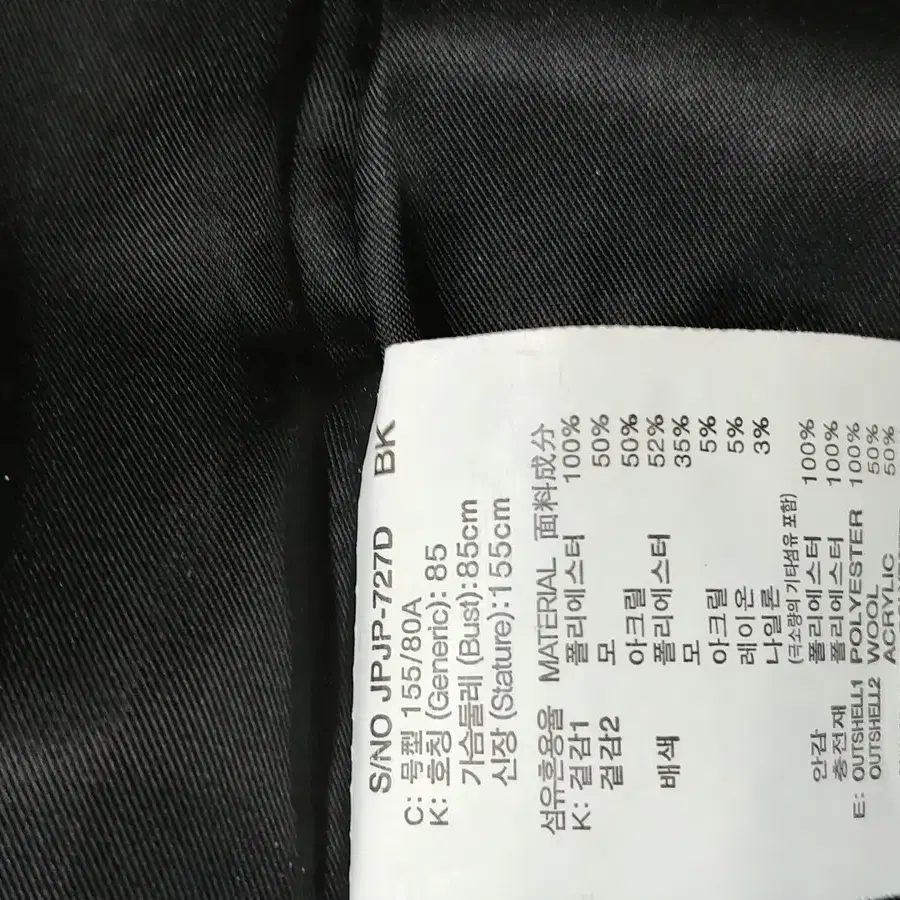 S/NO JPJP-727D BK
C: 号型 155/80A
K: 호칭 (Generic): 85
가슴둘레 (Bust):85cm
신장 (Stature):155cm
섬유혼용율 MATERIAL 面料成分
K: 겉감1 폴리에스터 100%
겉감2 모 50%
아크릴 50%
배색 폴리에스터 52%
모 35%
아크릴 5%
레이온 5%
나일론 3%
(극소량의 기타섬유 포함)
안감 폴리에스터 100%
충전재 폴리에스터 100%
E: OUTSHELL1 POLYESTER 100%
OUTSHELL2 WOOL 50%
ACRYLIC 50%